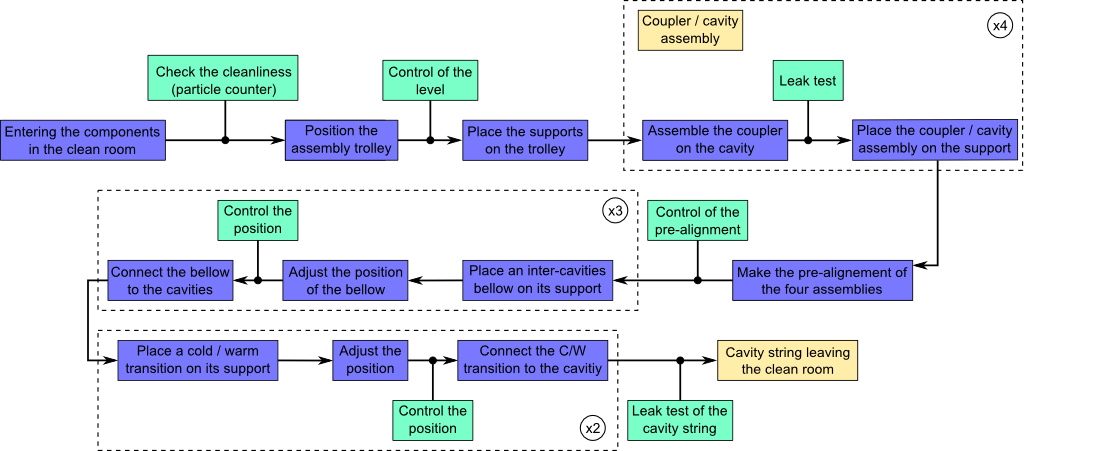 Coupler / cavity
assembly
x4
Check the cleanliness
(particle counter)
Control of the
level
Leak test
Entering the components
in the clean room
Position the
assembly trolley
Place the supports
on the trolley
Assemble the coupler
on the cavity
Place the coupler / cavity
assembly on the support
Control the
position
x3
Control of the
pre-alignment
Connect the bellow
to the cavities
Adjust the position
of the bellow
Place an inter-cavities
bellow on its support
Make the pre-alignement of
the four assemblies
Place a cold / warm
transition on its support
Adjust the
position
Connect the C/W
transition to the cavitiy
Cavity string leaving
the clean room
Control the
position
x2
Leak test of the
cavity string